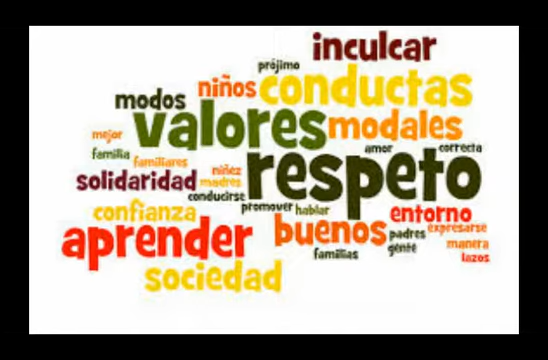 inculcar
prójimo
niños conductas
modos
valores modales
mejor
amor correcta
familia familiares
respeto
niñez
solidaridad madres
conducirse
promover hablar
confianza
entorno
aprender buenos padres expresarse
gente manera
familias lazos
sociedad